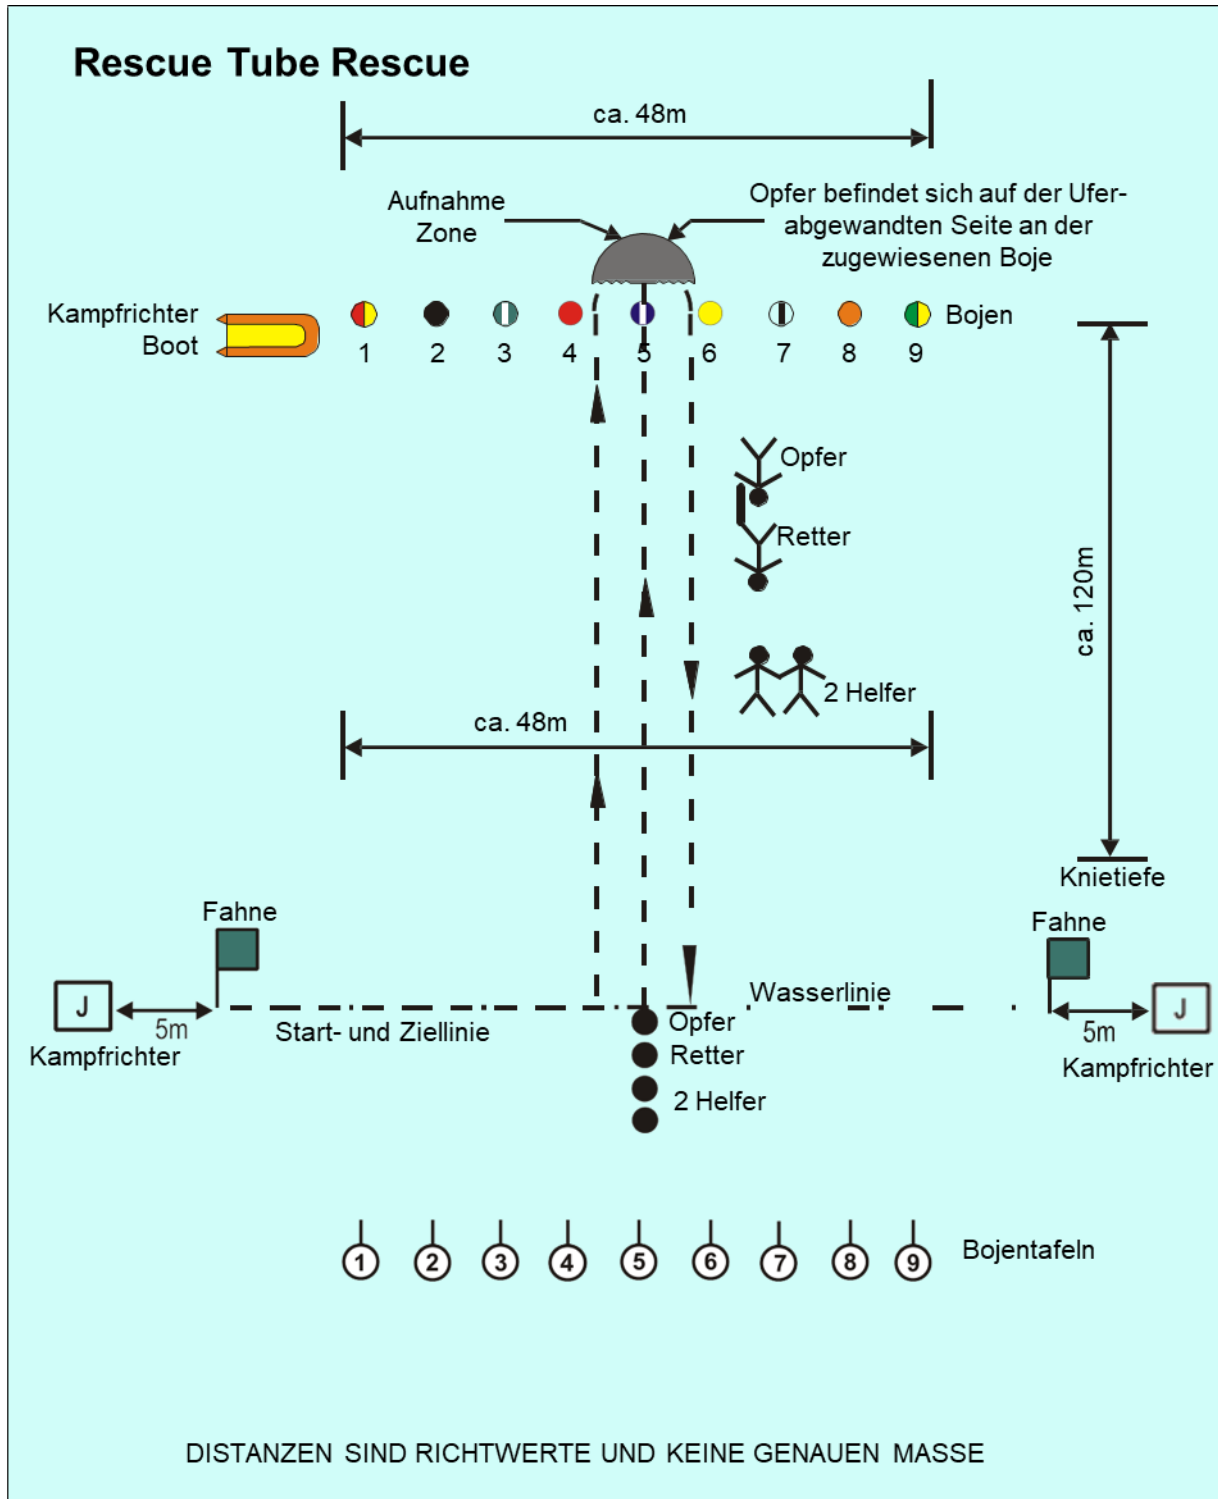 Rescue Tube Rescue
ca. 48m
Aufnahme
Zone
Opfer befindet sich auf der Ufer-
abgewandten Seite an der
zugewiesenen Boje
Kampfrichter
Boot
Bojen
1 2 3 4 5 6 7 8 9
Opfer
Retter
ca. 120m
2 Helfer
ca. 48m
Knietiefe
Fahne
Fahne
J
5m
Kampfrichter
Start- und Ziellinie
Wasserlinie
J
5m
Kampfrichter
Opfer
Retter
2 Helfer
1 2 3 4 5 6 7 8 9
Bojentafeln
DISTANZEN SIND RICHTWERTE UND KEINE GENAUEN MASSE